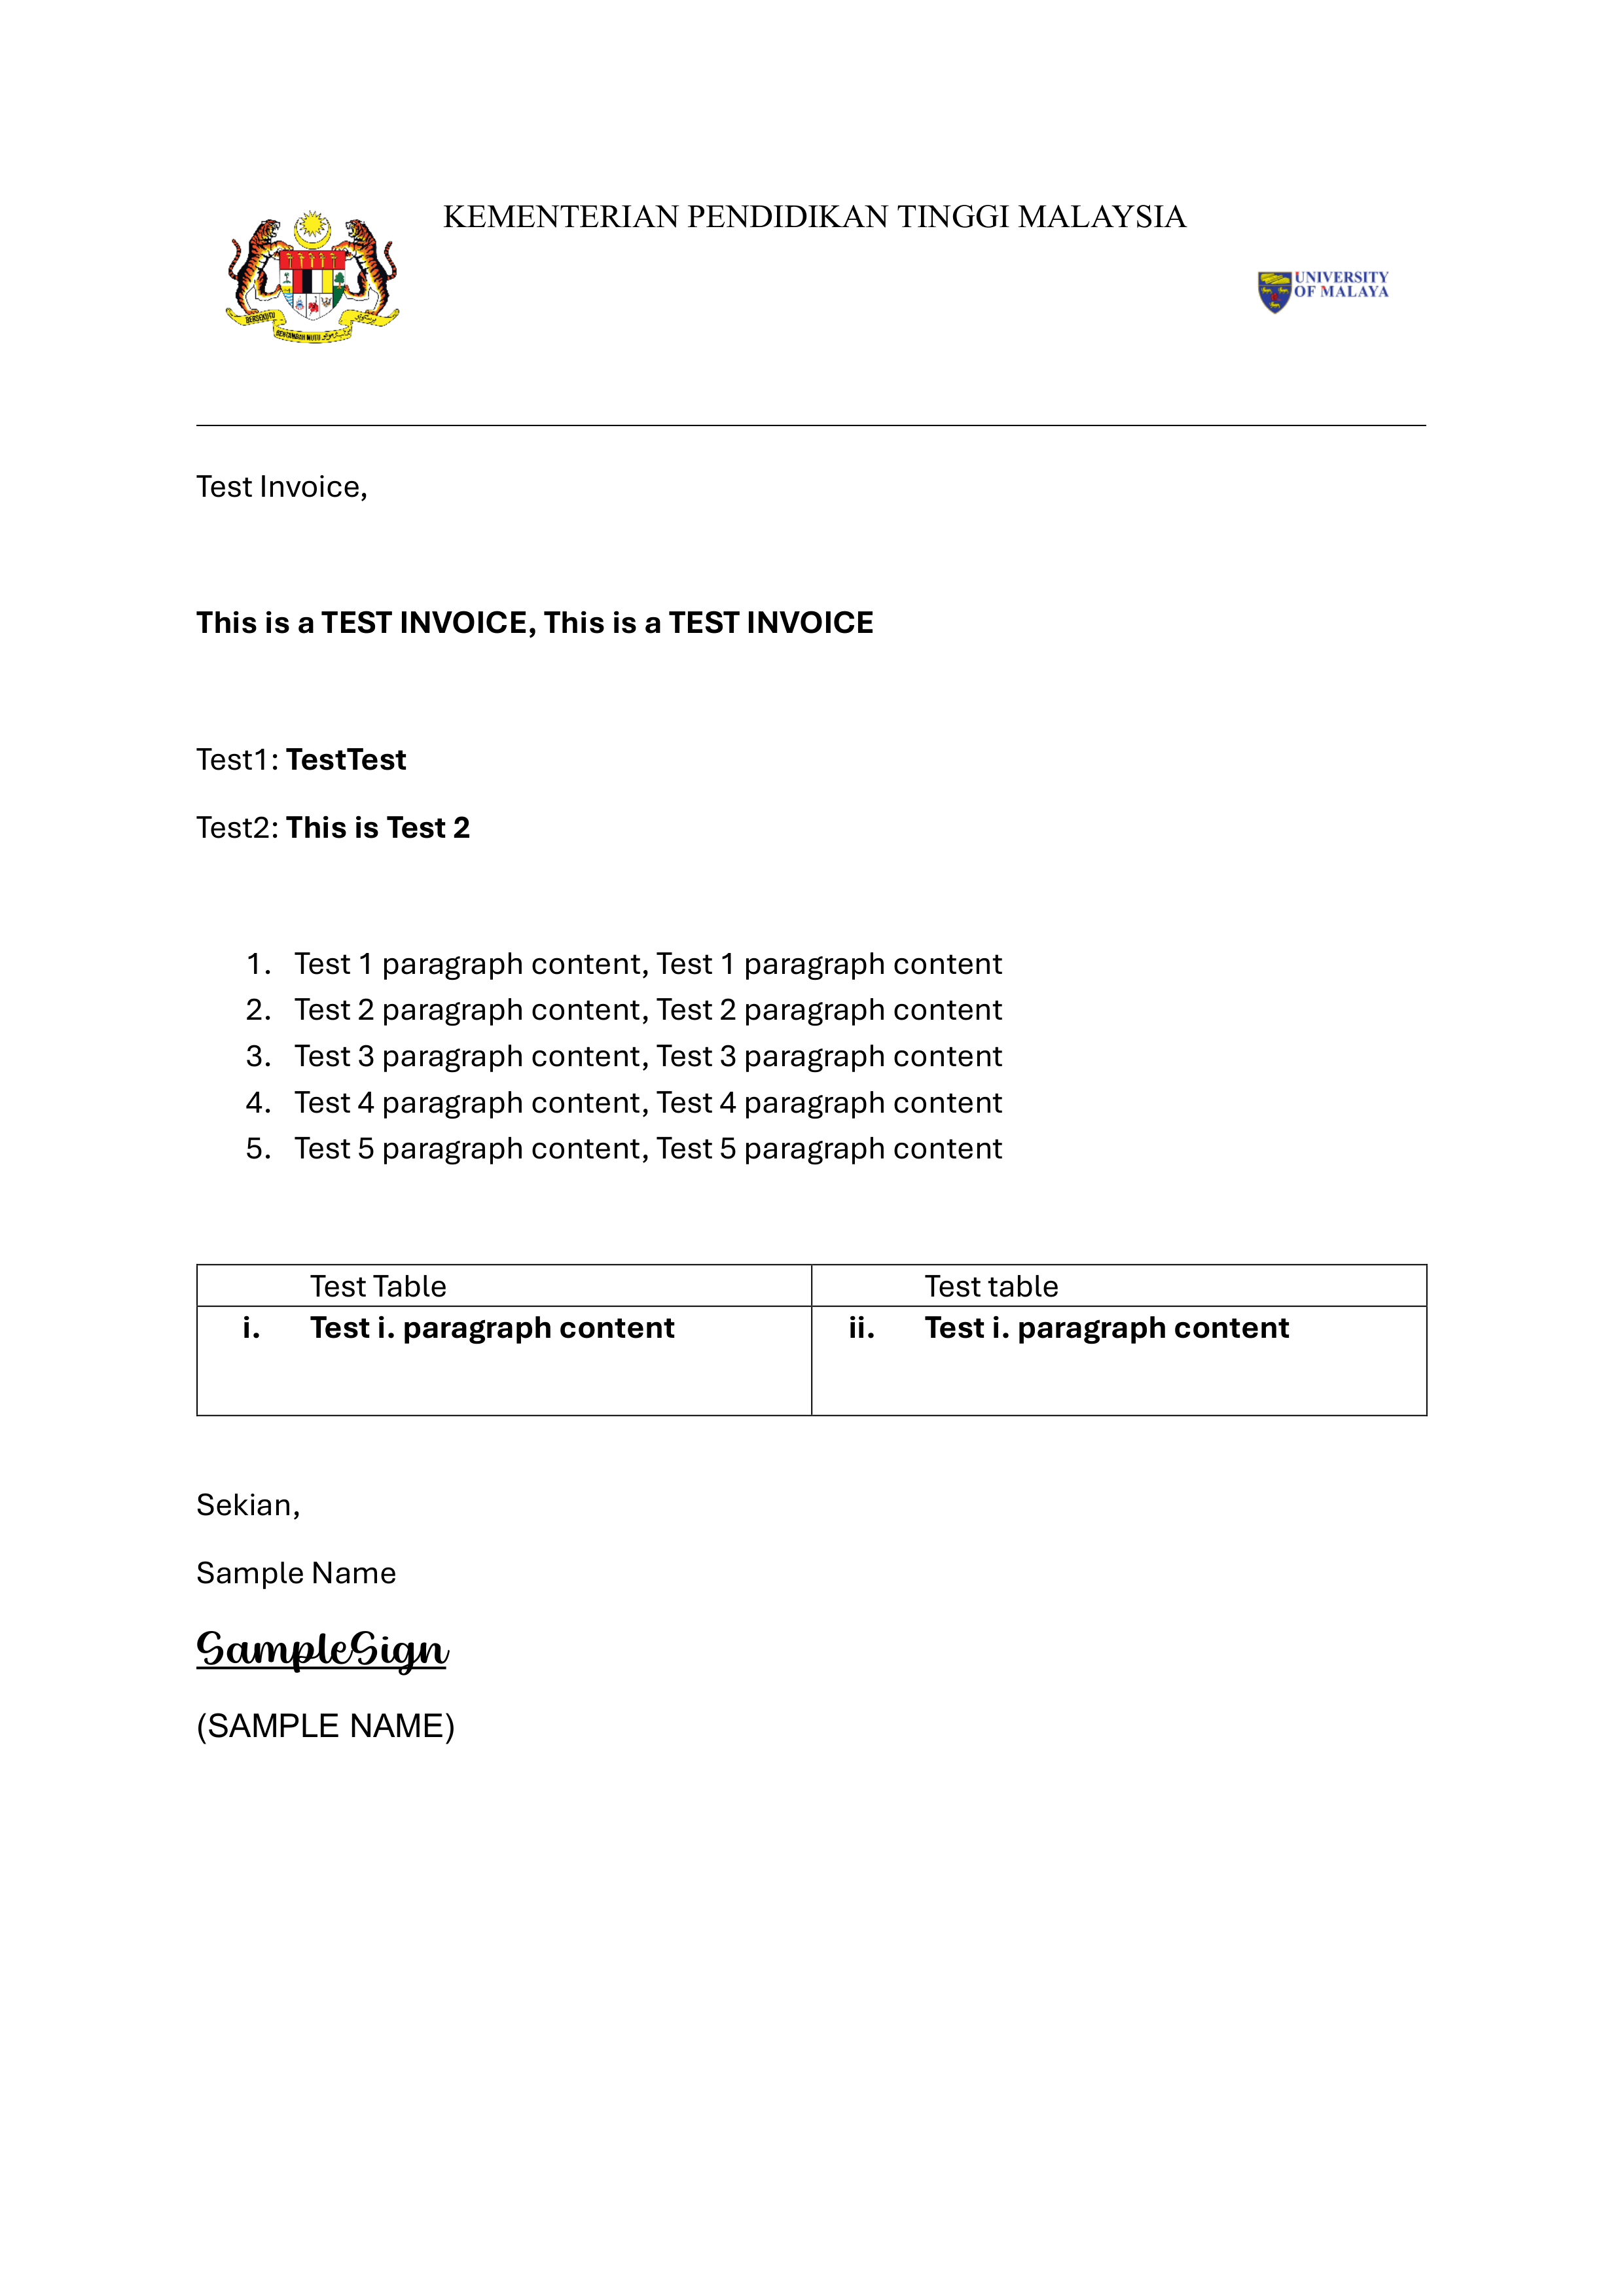 KEMENTERIAN PENDIDIKAN TINGGI MALAYSIA
UNIVERSITY
OF MALAYA
BERSEKUTU
BERTAMBAH MUTU
Test Invoice,
This is a TEST INVOICE, This is a TEST INVOICE
Test1: TestTest
Test2: This is Test 2
1. Test 1 paragraph content, Test 1 paragraph content
2. Test 2 paragraph content, Test 2 paragraph content
3. Test 3 paragraph content, Test 3 paragraph content
4. Test 4 paragraph content, Test 4 paragraph content
5. Test 5 paragraph content, Test 5 paragraph content
Test Table Test table
i. Test i. paragraph content ii. Test i. paragraph content
Sekian,
Sample Name
SampleSign
(SAMPLE NAME)